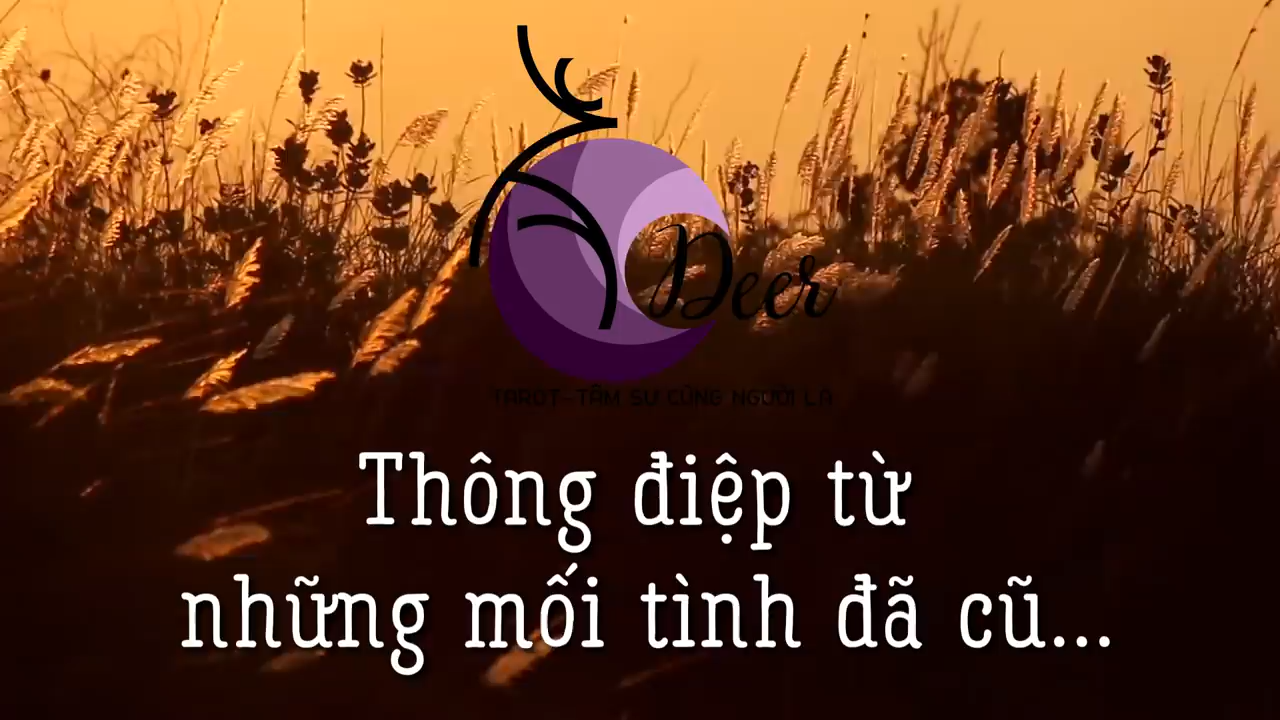 Deer
TAROT-TÂM SỰ CÙNG NGƯỜI LẠ
Thông điệp từ
những mối tình đã cũ...